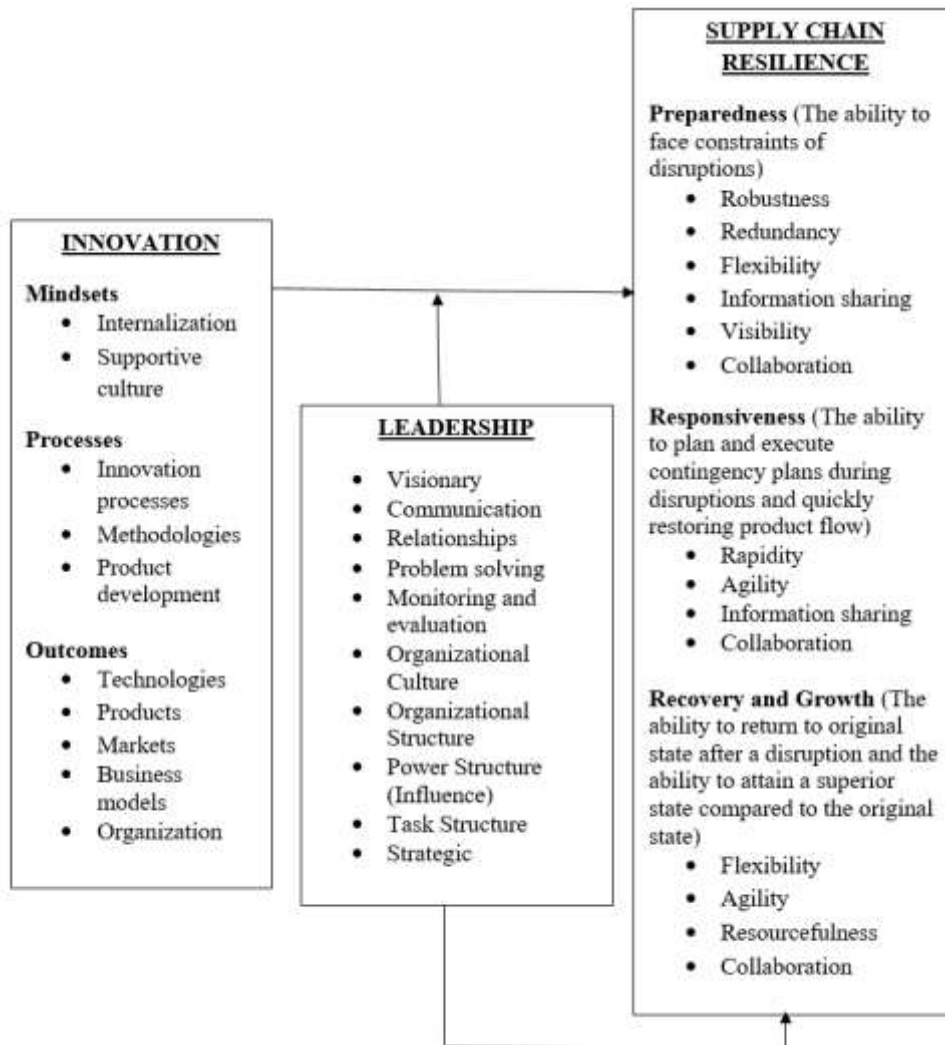 INNOVATION
Mindsets
• Internalization
• Supportive
culture
Processes
• Innovation
processes
• Methodologies
• Product
development
Outcomes
• Technologies
• Products
• Markets
• Business
models
• Organization
LEADERSHIP
• Visionary
• Communication
• Relationships
• Problem solving
• Monitoring and
evaluation
• Organizational
Culture
• Organizational
Structure
• Power Structure
(Influence)
• Task Structure
• Strategic
SUPPLY CHAIN
RESILIENCE
Preparedness (The ability to
face constraints of
disruptions)
• Robustness
• Redundancy
• Flexibility
• Information sharing
• Visibility
• Collaboration
Responsiveness (The ability
to plan and execute
contingency plans during
disruptions and quickly
restoring product flow)
• Rapidity
• Agility
• Information sharing
• Collaboration
Recovery and Growth (The
ability to return to original
state after a disruption and the
ability to attain a superior
state compared to the original
state)
• Flexibility
• Agility
• Resourcefulness
• Collaboration